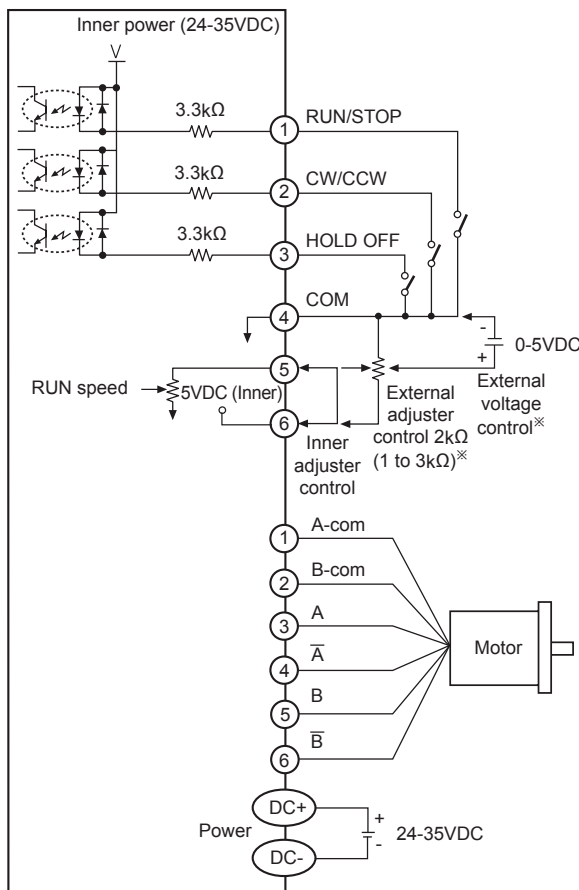 Inner power (24-35VDC)
V
3.3kΩ
1
RUN/STOP
3.3kΩ
2
CW/CCW
3.3kΩ
3
HOLD OFF
4
COM
-
+
0-5VDC
5
RUN speed
5VDC (Inner)
6
Inner
adjuster
control
External
adjuster
control 2kΩ
(1 to 3kΩ)※
External
voltage
control※
1
A-com
2
B-com
3
A
4
A̅
5
B
6
B̅
Motor
Power
DC+
DC-
+
-
24-35VDC